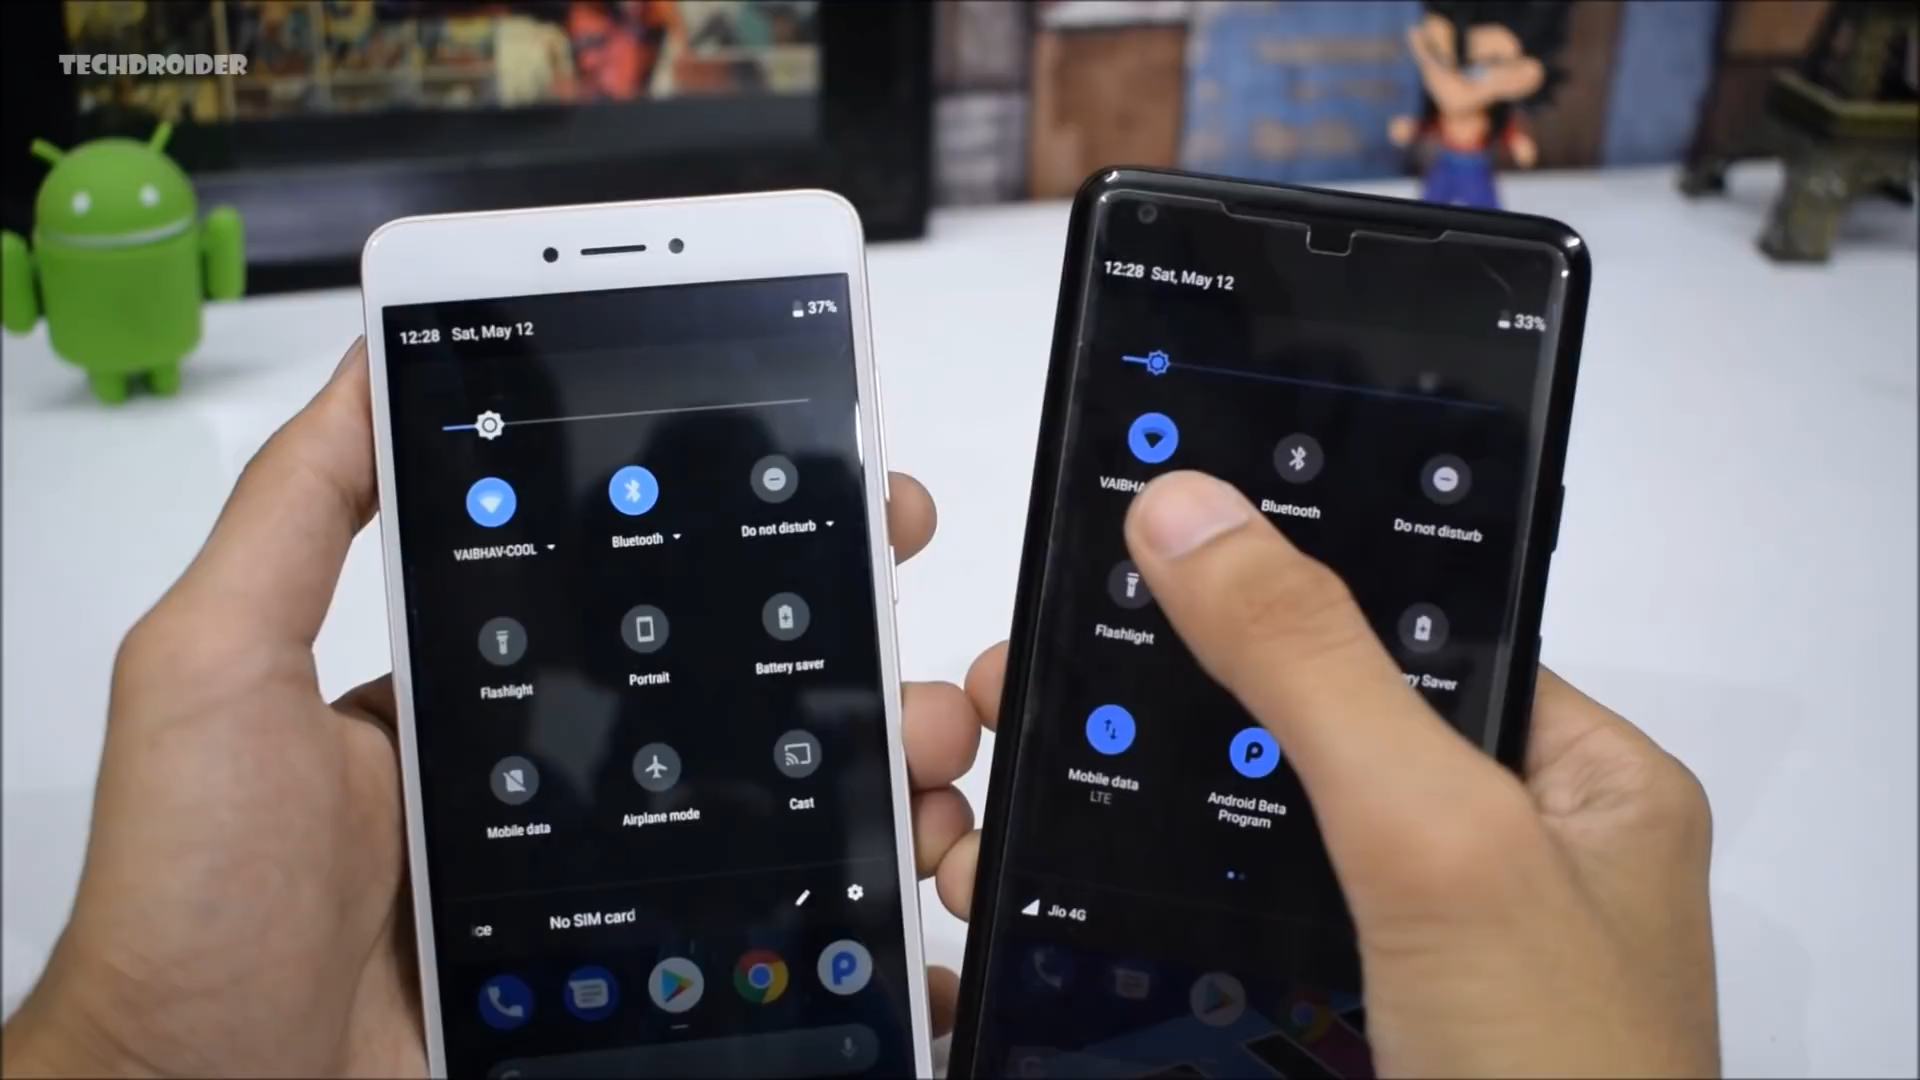 TECHDROIDER
12:28 Sat, May 12
37%
VAIBHAV-COOL
Bluetooth
Do not disturb
Flashlight
Portrait
Battery saver
Mobile data
Airplane mode
Cast
No SIM card
12:28 Sat, May 12
33%
Bluetooth
Do not disturb
Flashlight
Saver
Mobile data
LTE
Android Beta
Program
Jio 4G